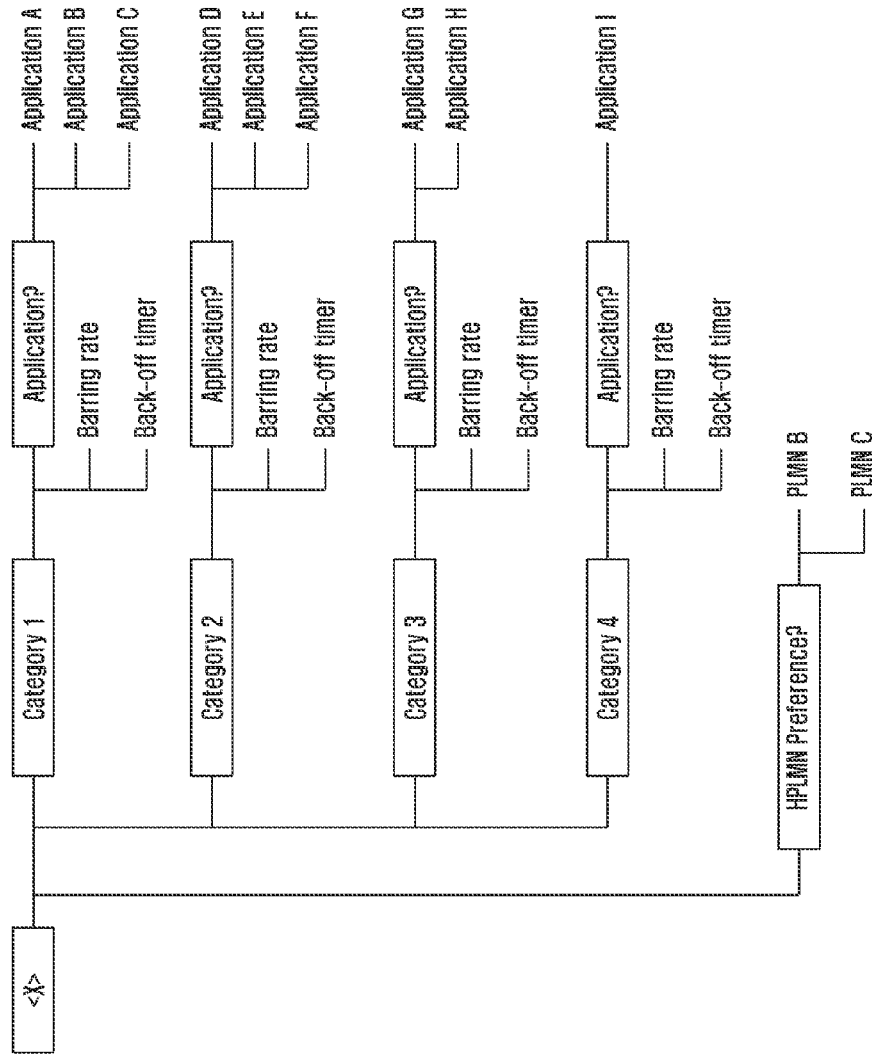 <X>
Category 1
Application?
Application A
Application B
Application C
Barring rate
Back-off timer
Category 2
Application?
Application D
Application E
Application F
Barring rate
Back-off timer
Category 3
Application?
Application G
Application H
Barring rate
Back-off timer
Category 4
Application?
Application I
Barring rate
Back-off timer
HPLMN Preference?
PLMN B
PLMN C